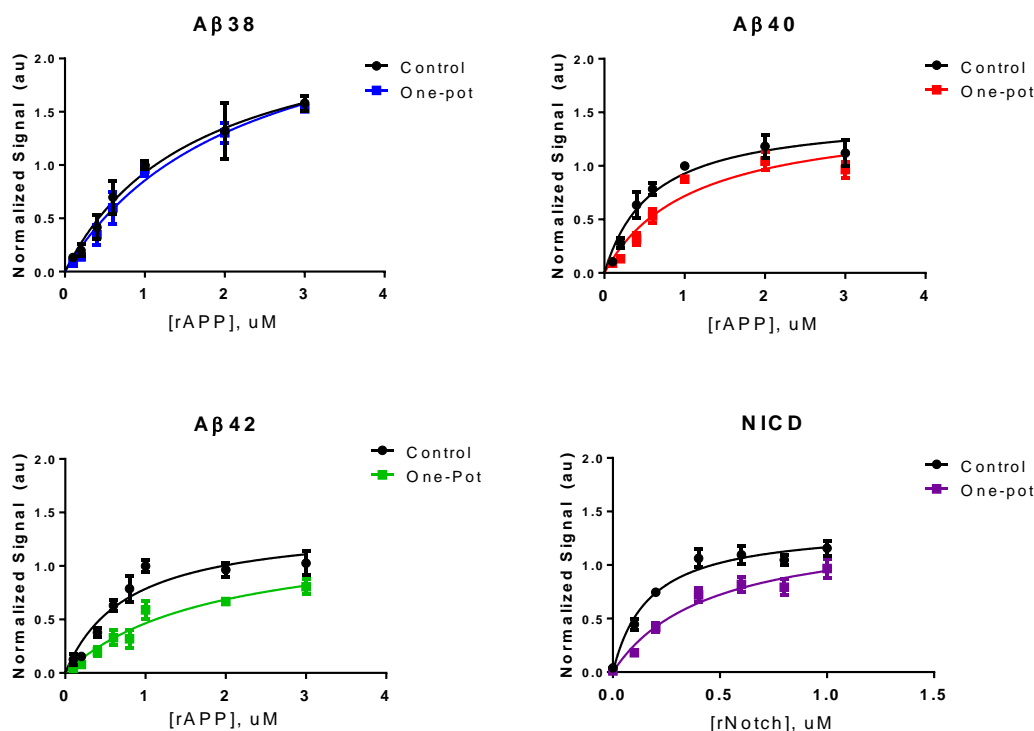 Aβ38
Normalized Signal (au)
2.0
1.5
1.0
0.5
0.0
0 1 2 3 4
[rAPP], uM
Control
One-pot
Aβ40
Normalized Signal (au)
2.0
1.5
1.0
0.5
0.0
0 1 2 3 4
[rAPP], uM
Control
One-pot
Aβ42
Normalized Signal (au)
2.0
1.5
1.0
0.5
0.0
0 1 2 3 4
[rAPP], uM
Control
One-Pot
NICD
Normalized Signal (au)
2.0
1.5
1.0
0.5
0.0
0.0 0.5 1.0 1.5
[rNotch], uM
Control
One-pot